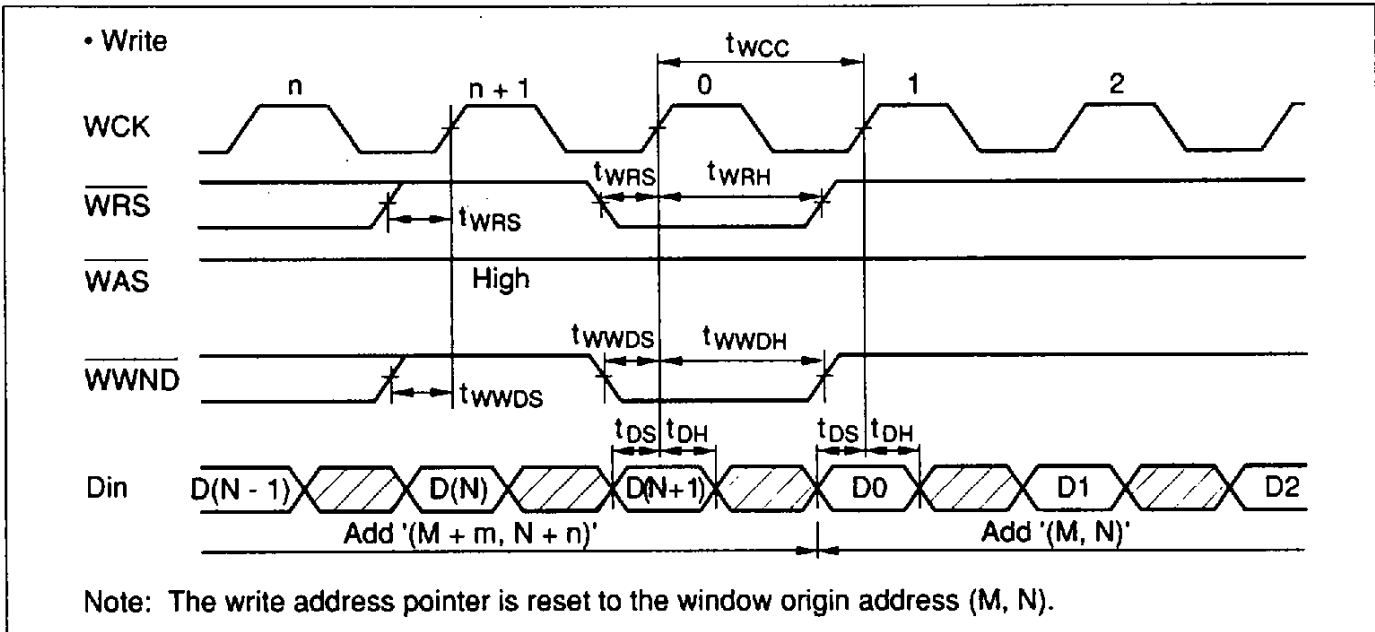 • Write
tWCC
n n + 1 0 1 2
WCK
tWRS tWRH
WRS
tWRS
WAS High
tWWDS tWWDH
WWND
tWWDS
tDS tDH tDS tDH
Din D(N - 1) D(N) D(N+1) D0 D1 D2
Add '(M + m, N + n)' Add '(M, N)'
Note: The write address pointer is reset to the window origin address (M, N).